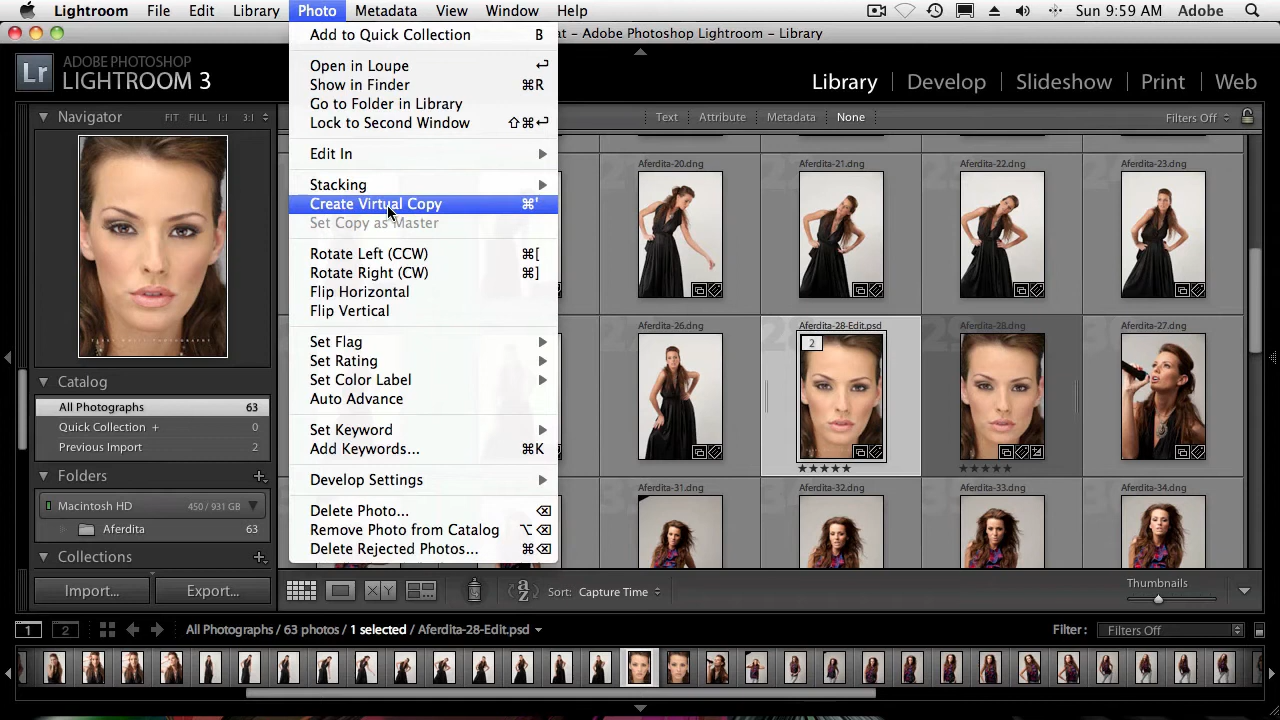 Lightroom File Edit Library Photo Metadata View Window Help Sun 9:59 AM Adobe
at - Adobe Photoshop Lightroom - Library
Lr ADOBE PHOTOSHOP
LIGHTROOM 3
Library | Develop | Slideshow | Print | Web
Navigator FIT FILL 1:1 3:1
Text Attribute Metadata None Filters Off
Add to Quick Collection B
Open in Loupe ↩
Show in Finder ⌘R
Go to Folder in Library
Lock to Second Window ⇧⌘↩
Edit In
Stacking
Create Virtual Copy ⌘'
Set Copy as Master
Rotate Left (CCW) ⌘[
Rotate Right (CW) ⌘]
Flip Horizontal
Flip Vertical
Set Flag
Set Rating
Set Color Label
Auto Advance
Set Keyword
Add Keywords... ⌘K
Develop Settings
Delete Photo... ⌫
Remove Photo from Catalog ⌥⌫
Delete Rejected Photos... ⌘⌫
Aferdita-20.dng Aferdita-21.dng Aferdita-22.dng Aferdita-23.dng
Aferdita-26.dng Aferdita-28-Edit.psd Aferdita-28.dng Aferdita-27.dng
2
★★★★★ ★★★★★
Aferdita-31.dng Aferdita-32.dng Aferdita-33.dng Aferdita-34.dng
Catalog
All Photographs 63
Quick Collection + 0
Previous Import 2
Folders +
Macintosh HD 450 / 931 GB
Aferdita 63
Collections +
Import... Export...
Sort: Capture Time
Thumbnails
1 2 All Photographs / 63 photos / 1 selected / Aferdita-28-Edit.psd Filter: Filters Off